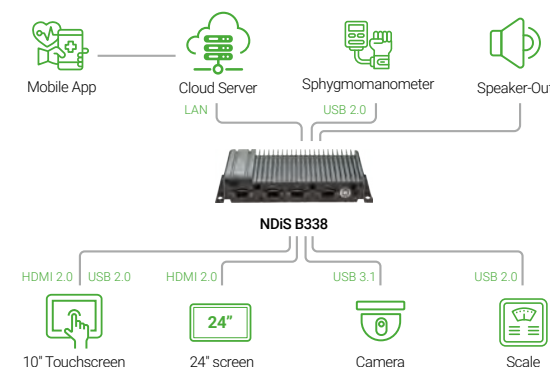 Mobile App
Cloud Server
Sphygmomanometer
Speaker-Out
LAN
USB 2.0
NDiS B338
HDMI 2.0
USB 2.0
HDMI 2.0
USB 3.1
USB 2.0
24"
10" Touchscreen
24" screen
Camera
Scale